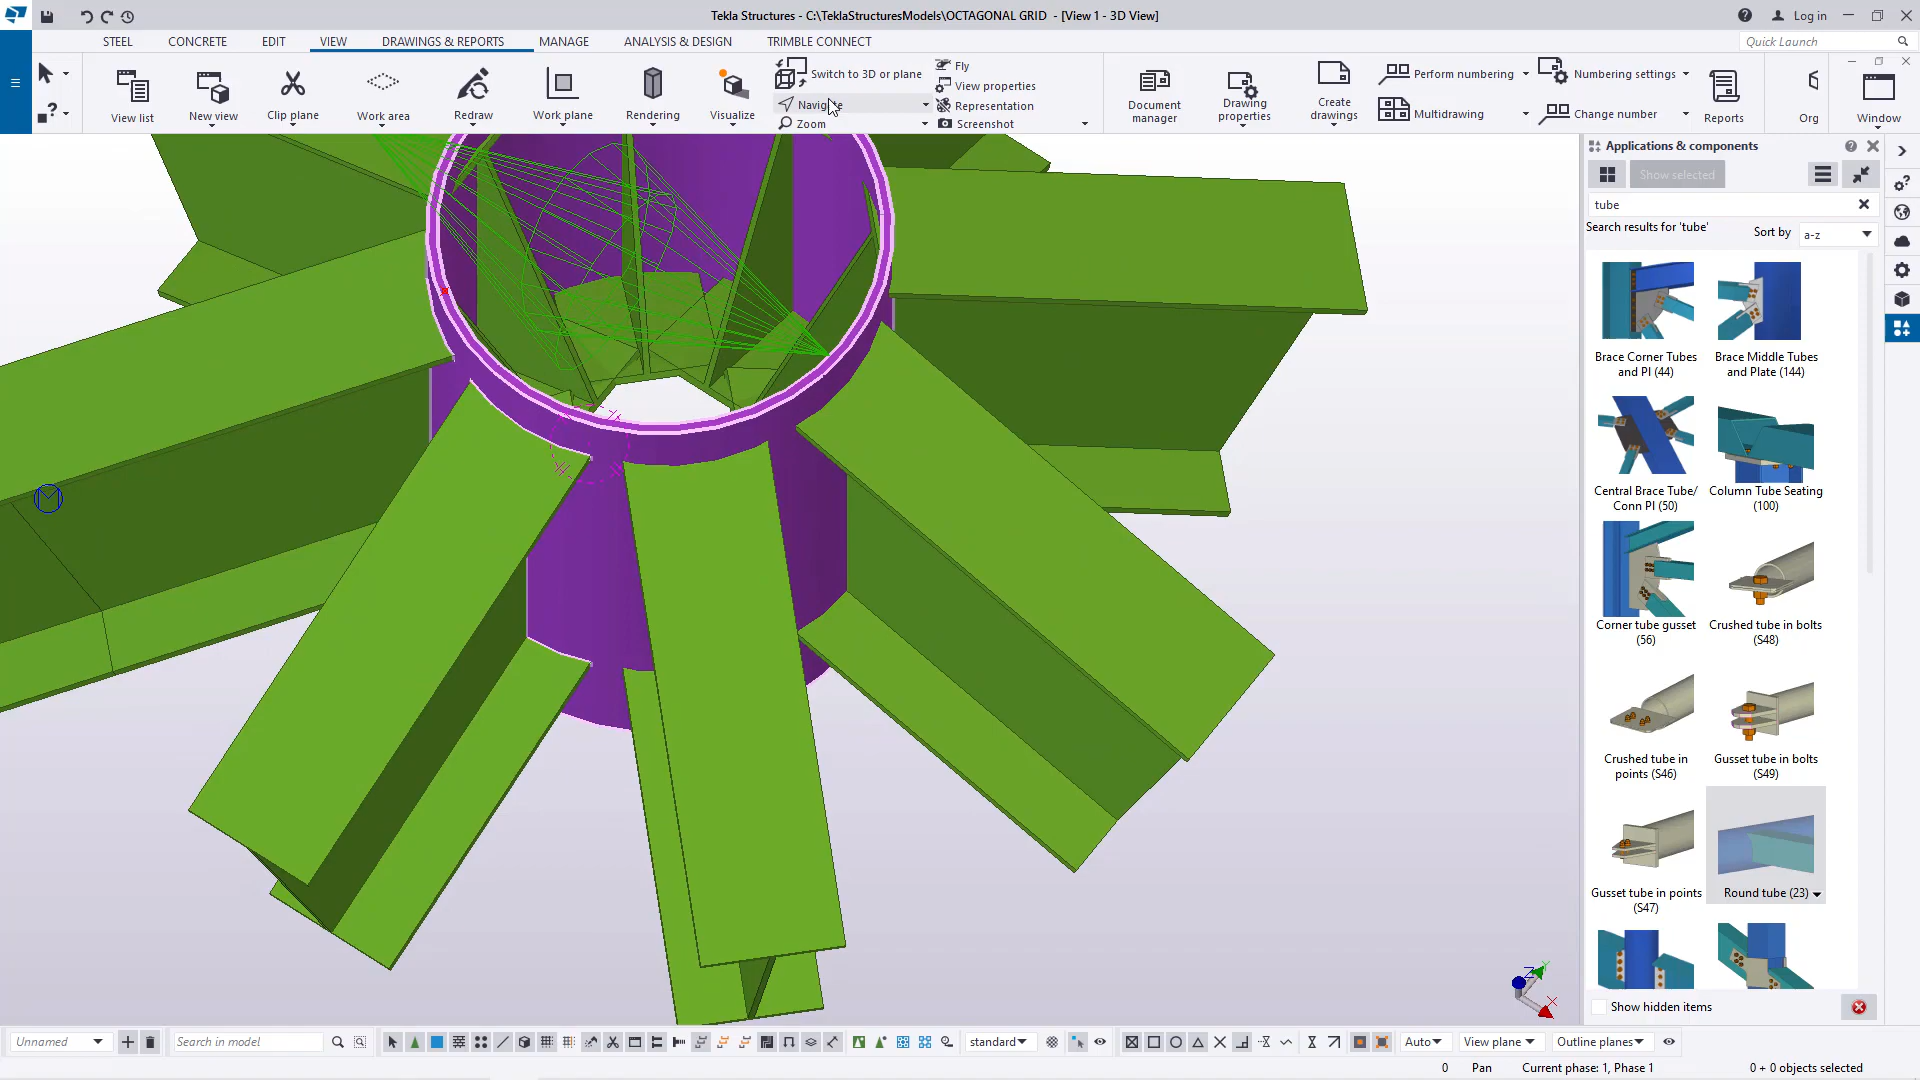 Tekla Structures - C:\TeklaStructuresModels\OCTAGONAL GRID - [View 1 - 3D View]
Log in
STEEL CONCRETE EDIT VIEW DRAWINGS & REPORTS MANAGE ANALYSIS & DESIGN TRIMBLE CONNECT
Quick Launch
View list
New view
Clip plane
Work area
Redraw
Work plane
Rendering
Visualize
Switch to 3D or plane
Navigate
Zoom
Fly
View properties
Representation
Screenshot
Document manager
Drawing properties
Create drawings
Perform numbering
Multidrawing
Numbering settings
Change number
Reports
Org
Window
Applications & components
Show selected
tube
Search results for 'tube'
Sort by a-z
Brace Corner Tubes and Pl (44)
Brace Middle Tubes and Plate (144)
Central Brace Tube/ Conn Pl (50)
Column Tube Seating (100)
Corner tube gusset (56)
Crushed tube in bolts (S48)
Crushed tube in points (S46)
Gusset tube in bolts (S49)
Gusset tube in points (S47)
Round tube (23)
Show hidden items
Z
Y
X
Unnamed
Search in model
standard
Auto
View plane
Outline planes
0 Pan Current phase: 1, Phase 1 0 + 0 objects selected